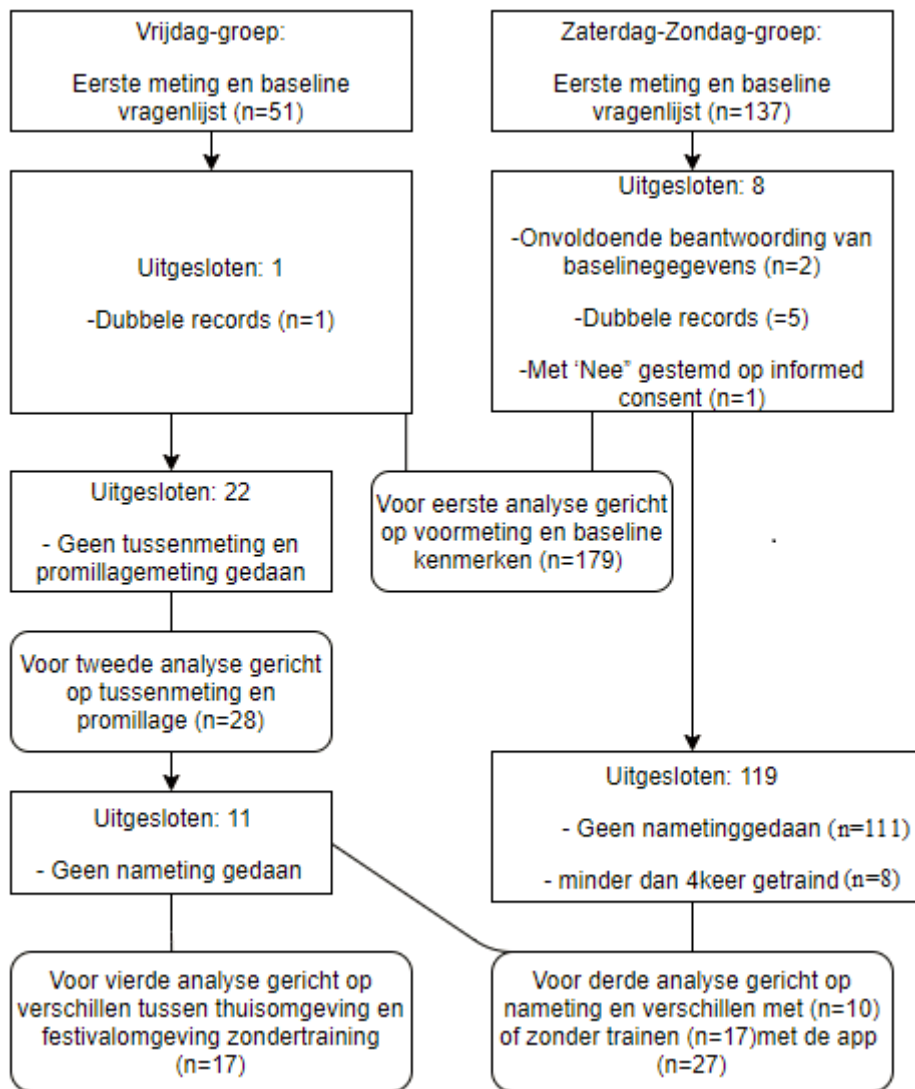 Vrijdag-groep:
Eerste meting en baseline
vragenlijst (n=51)
Zaterdag-Zondag-groep:
Eerste meting en baseline
vragenlijst (n=137)
Uitgesloten: 1
-Dubbele records (n=1)
Uitgesloten: 8
-Onvoldoende beantwoording van
baselinegegevens (n=2)
-Dubbele records (=5)
-Met ‘Nee” gestemd op informed
consent (n=1)
Uitgesloten: 22
- Geen tussenmeting en
promillagemeting gedaan
Voor eerste analyse gericht
op voormeting en baseline
kenmerken (n=179)
Voor tweede analyse gericht
op tussenmeting en
promillage (n=28)
Uitgesloten: 11
- Geen nameting gedaan
Uitgesloten: 119
- Geen nametinggedaan (n=111)
- minder dan 4keer getraind (n=8)
Voor vierde analyse gericht op
verschillen tussen thuisomgeving en
festivalomgeving zondertraining
(n=17)
Voor derde analyse gericht op
nameting en verschillen met (n=10)
of zonder trainen (n=17)met de app
(n=27)